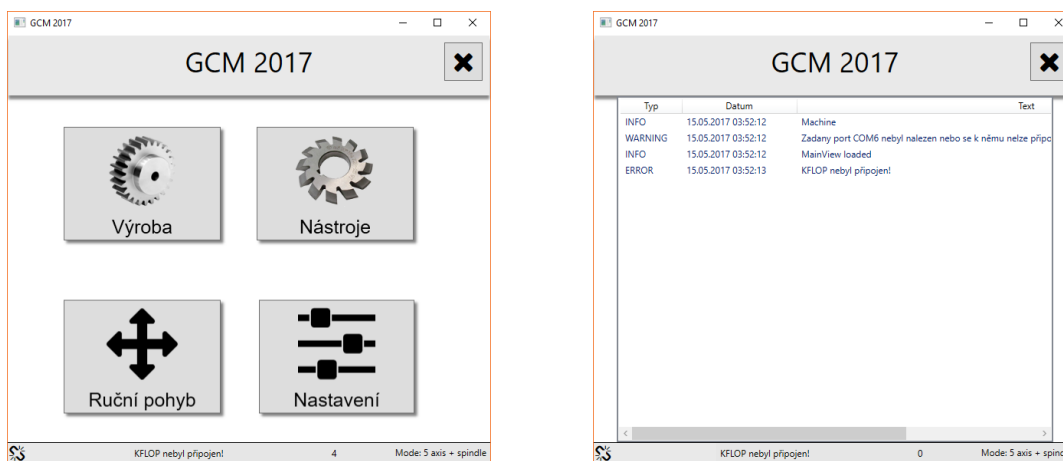 GCM 2017
GCM 2017
Výroba
Nástroje
Ruční pohyb
Nastavení
KFLOP nebyl připojen! 4 Mode: 5 axis + spindle
GCM 2017
GCM 2017
Typ Datum Text
INFO 15.05.2017 03:52:12 Machine
WARNING 15.05.2017 03:52:12 Zadany port COM6 nebyl nalezen nebo se k němu nelze připo
INFO 15.05.2017 03:52:12 MainView loaded
ERROR 15.05.2017 03:52:13 KFLOP nebyl připojen!
KFLOP nebyl připojen! 0 Mode: 5 axis + spind